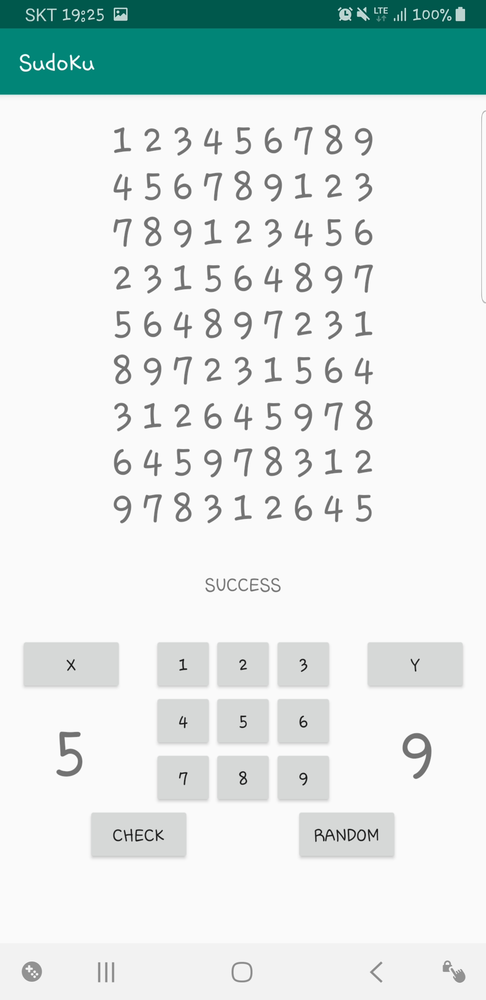 SKT 19:25 LTE 100%
Sudoku
1 2 3 4 5 6 7 8 9
4 5 6 7 8 9 1 2 3
7 8 9 1 2 3 4 5 6
2 3 1 5 6 4 8 9 7
5 6 4 8 9 7 2 3 1
8 9 7 2 3 1 5 6 4
3 1 2 6 4 5 9 7 8
6 4 5 9 7 8 3 1 2
9 7 8 3 1 2 6 4 5
SUCCESS
X 1 2 3 Y
4 5 6
5 9
7 8 9
CHECK RANDOM